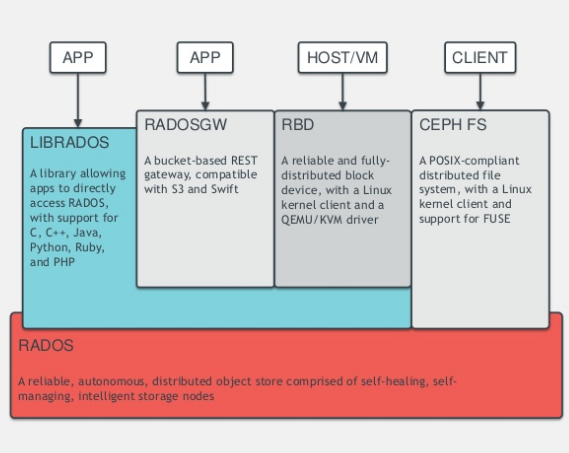 APP
APP
HOST/VM
CLIENT
LIBRADOS
A library allowing
apps to directly
access RADOS,
with support for
C, C++, Java,
Python, Ruby,
and PHP
RADOSGW
A bucket-based REST
gateway, compatible
with S3 and Swift
RBD
A reliable and fully-
distributed block
device, with a Linux
kernel client and a
QEMU/KVM driver
CEPH FS
A POSIX-compliant
distributed file
system, with a Linux
kernel client and
support for FUSE
RADOS
A reliable, autonomous, distributed object store comprised of self-healing, self-
managing, intelligent storage nodes